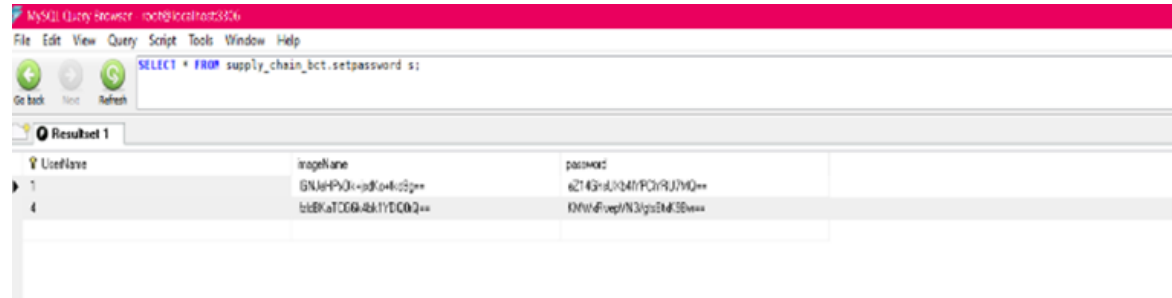 MySQL Query Browser - root@localhost:3306
File Edit View Query Script Tools Window Help
SELECT * FROM supply_chain_bct.setpassword s;
Go back Next Refresh
Resultset 1
UserName imageName password
1
4